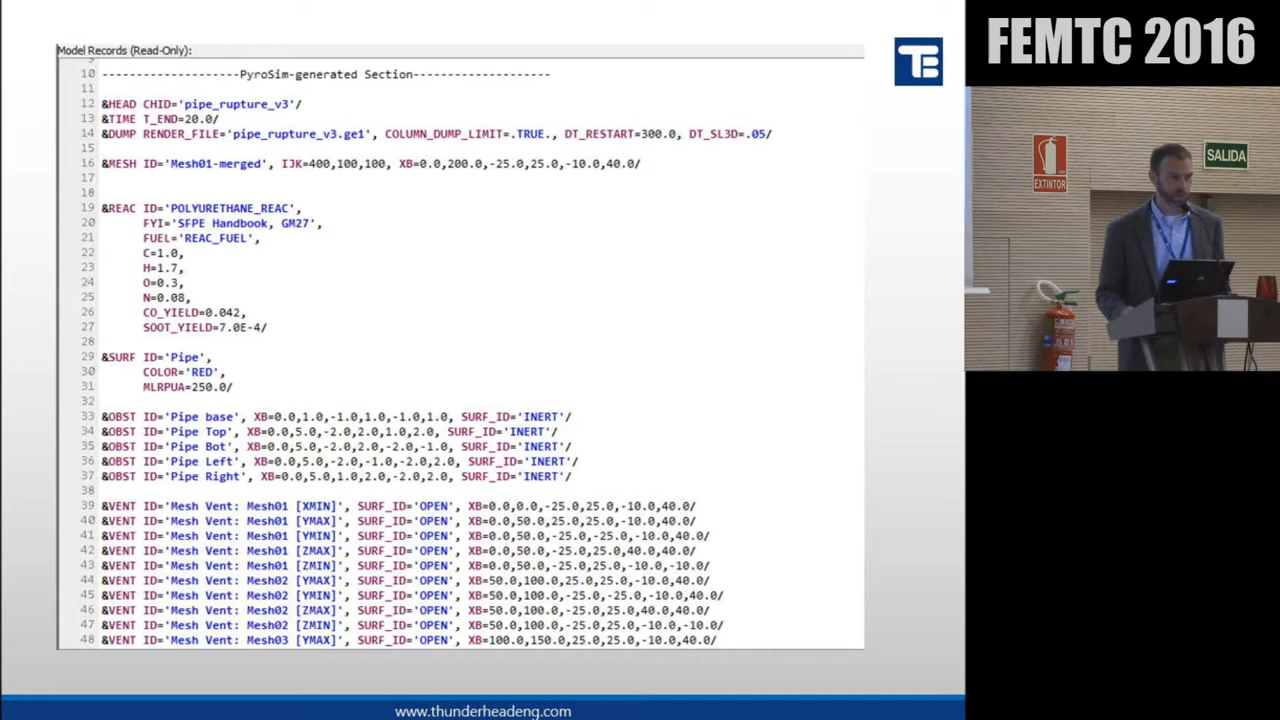 Model Records (Read-Only):
9
10 --------------------PyroSim-generated Section--------------------
11
12 &HEAD CHID='pipe_rupture_v3'/
13 &TIME T_END=20.0/
14 &DUMP RENDER_FILE='pipe_rupture_v3.ge1', COLUMN_DUMP_LIMIT=.TRUE., DT_RESTART=300.0, DT_SL3D=.05/
15
16 &MESH ID='Mesh01-merged', IJK=400,100,100, XB=0.0,200.0,-25.0,25.0,-10.0,40.0/
17
18
19 &REAC ID='POLYURETHANE_REAC',
20 FYI='SFPE Handbook, GM27',
21 FUEL='REAC_FUEL',
22 C=1.0,
23 H=1.7,
24 O=0.3,
25 N=0.08,
26 CO_YIELD=0.042,
27 SOOT_YIELD=7.0E-4/
28
29 &SURF ID='Pipe',
30 COLOR='RED',
31 MLRPUA=250.0/
32
33 &OBST ID='Pipe base', XB=0.0,1.0,-1.0,1.0,-1.0,1.0, SURF_ID='INERT'/
34 &OBST ID='Pipe Top', XB=0.0,5.0,-2.0,2.0,1.0,2.0, SURF_ID='INERT'/
35 &OBST ID='Pipe Bot', XB=0.0,5.0,-2.0,2.0,-2.0,-1.0, SURF_ID='INERT'/
36 &OBST ID='Pipe Left', XB=0.0,5.0,-2.0,-1.0,-2.0,2.0, SURF_ID='INERT'/
37 &OBST ID='Pipe Right', XB=0.0,5.0,1.0,2.0,-2.0,2.0, SURF_ID='INERT'/
38
39 &VENT ID='Mesh Vent: Mesh01 [XMIN]', SURF_ID='OPEN', XB=0.0,0.0,-25.0,25.0,-10.0,40.0/
40 &VENT ID='Mesh Vent: Mesh01 [YMAX]', SURF_ID='OPEN', XB=0.0,50.0,25.0,25.0,-10.0,40.0/
41 &VENT ID='Mesh Vent: Mesh01 [YMIN]', SURF_ID='OPEN', XB=0.0,50.0,-25.0,-25.0,-10.0,40.0/
42 &VENT ID='Mesh Vent: Mesh01 [ZMAX]', SURF_ID='OPEN', XB=0.0,50.0,-25.0,25.0,40.0,40.0/
43 &VENT ID='Mesh Vent: Mesh01 [ZMIN]', SURF_ID='OPEN', XB=0.0,50.0,-25.0,25.0,-10.0,-10.0/
44 &VENT ID='Mesh Vent: Mesh02 [YMAX]', SURF_ID='OPEN', XB=50.0,100.0,25.0,25.0,-10.0,40.0/
45 &VENT ID='Mesh Vent: Mesh02 [YMIN]', SURF_ID='OPEN', XB=50.0,100.0,-25.0,-25.0,-10.0,40.0/
46 &VENT ID='Mesh Vent: Mesh02 [ZMAX]', SURF_ID='OPEN', XB=50.0,100.0,-25.0,25.0,40.0,40.0/
47 &VENT ID='Mesh Vent: Mesh02 [ZMIN]', SURF_ID='OPEN', XB=50.0,100.0,-25.0,25.0,-10.0,-10.0/
48 &VENT ID='Mesh Vent: Mesh03 [YMAX]', SURF_ID='OPEN', XB=100.0,150.0,25.0,25.0,-10.0,40.0/
www.thunderheadeng.com
FEMTC 2016
EXTINTOR
SALIDA